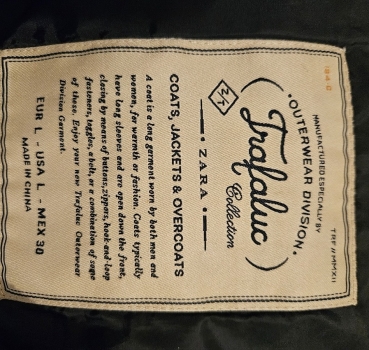 184-2
MANUFACTURED ESPECIALLY BY TRF // MMXII
•OUTERWEAR DIVISION.•
(Trafaluc)
Collection
Z/T
— • ZARA • —
COATS, JACKETS & OVERCOATS
A coat is a long garment worn by both men and
women, for warmth or fashion. Coats typically
have long sleeves and are open down the front,
closing by means of buttons, zippers, hook-and-loop
fasteners, toggles, a belt, or a combination of some
of these. Enjoy your new Trafaluc Outerwear
Division Garment.
EUR L - USA L - MEX 30
MADE IN CHINA